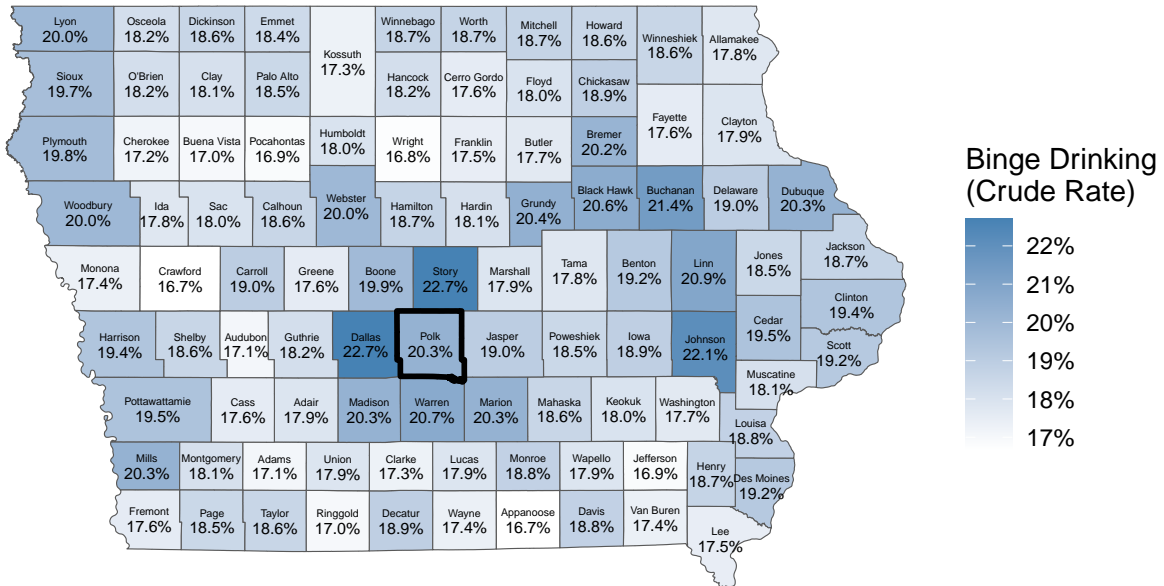 Lyon
20.0%
Osceola
18.2%
Dickinson
18.6%
Emmet
18.4%
Kossuth
17.3%
Winnebago
18.7%
Worth
18.7%
Mitchell
18.7%
Howard
18.6%
Winneshiek
18.6%
Allamakee
17.8%
Sioux
19.7%
O'Brien
18.2%
Clay
18.1%
Palo Alto
18.5%
Hancock
18.2%
Cerro Gordo
17.6%
Floyd
18.0%
Chickasaw
18.9%
Fayette
17.6%
Clayton
17.9%
Plymouth
19.8%
Cherokee
17.2%
Buena Vista
17.0%
Pocahontas
16.9%
Humboldt
18.0%
Wright
16.8%
Franklin
17.5%
Butler
17.7%
Bremer
20.2%
Woodbury
20.0%
Ida
17.8%
Sac
18.0%
Calhoun
18.6%
Webster
20.0%
Hamilton
18.7%
Hardin
18.1%
Grundy
20.4%
Black Hawk
20.6%
Buchanan
21.4%
Delaware
19.0%
Dubuque
20.3%
Monona
17.4%
Crawford
16.7%
Carroll
19.0%
Greene
17.6%
Boone
19.9%
Story
22.7%
Marshall
17.9%
Tama
17.8%
Benton
19.2%
Linn
20.9%
Jones
18.5%
Jackson
18.7%
Clinton
19.4%
Harrison
19.4%
Shelby
18.6%
Audubon
17.1%
Guthrie
18.2%
Dallas
22.7%
Polk
20.3%
Jasper
19.0%
Poweshiek
18.5%
Iowa
18.9%
Johnson
22.1%
Cedar
19.5%
Scott
19.2%
Muscatine
18.1%
Pottawattamie
19.5%
Cass
17.6%
Adair
17.9%
Madison
20.3%
Warren
20.7%
Marion
20.3%
Mahaska
18.6%
Keokuk
18.0%
Washington
17.7%
Louisa
18.8%
Mills
20.3%
Montgomery
18.1%
Adams
17.1%
Union
17.9%
Clarke
17.3%
Lucas
17.9%
Monroe
18.8%
Wapello
17.9%
Jefferson
16.9%
Henry
18.7%
Des Moines
19.2%
Fremont
17.6%
Page
18.5%
Taylor
18.6%
Ringgold
17.0%
Decatur
18.9%
Wayne
17.4%
Appanoose
16.7%
Davis
18.8%
Van Buren
17.4%
Lee
17.5%
Binge Drinking
(Crude Rate)
22%
21%
20%
19%
18%
17%